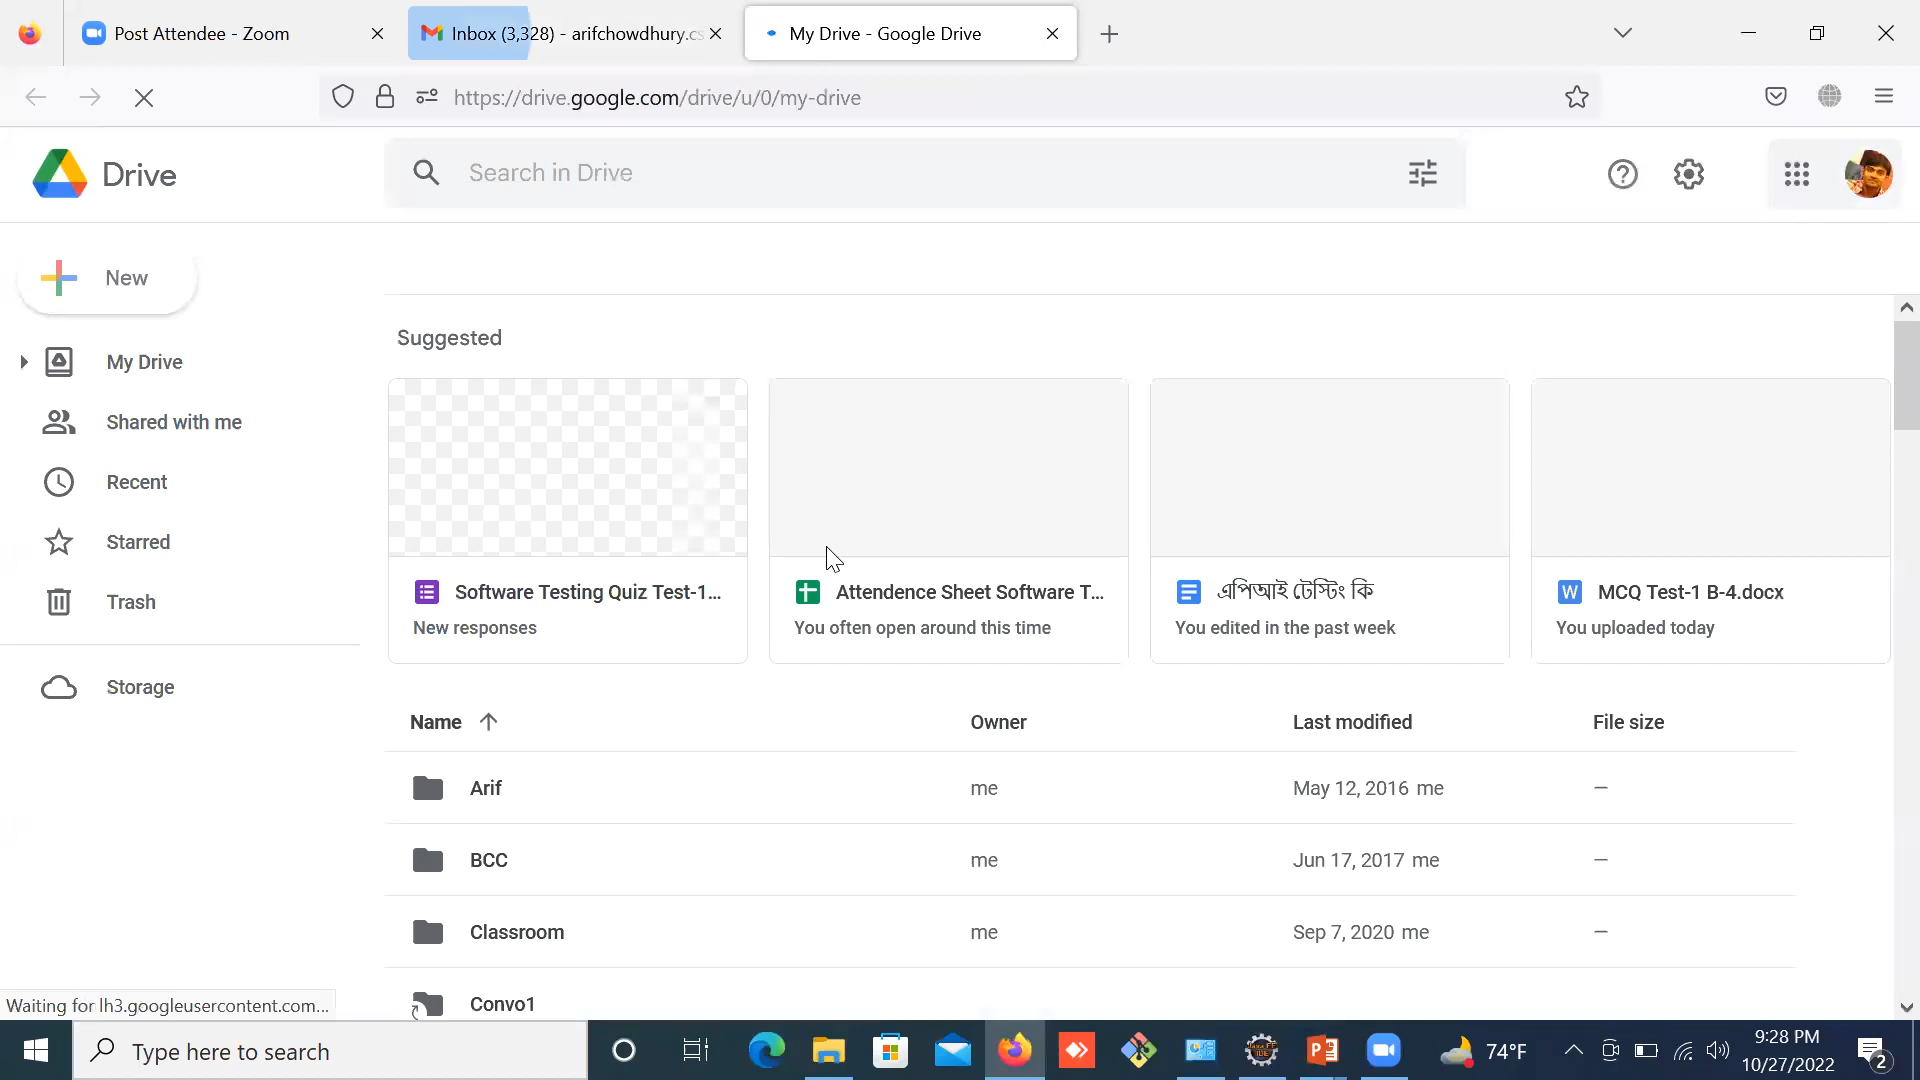 Post Attendee - Zoom
Inbox (3,328) - arifchowdhury.cs
My Drive - Google Drive
https://drive.google.com/drive/u/0/my-drive
Drive
Search in Drive
New
My Drive
Shared with me
Recent
Starred
Trash
Storage
Suggested
Software Testing Quiz Test-1...
New responses
Attendence Sheet Software T...
You often open around this time
এপিআই টেস্টিং কি
You edited in the past week
W MCQ Test-1 B-4.docx
You uploaded today
Name Owner Last modified File size
Arif me May 12, 2016 me —
BCC me Jun 17, 2017 me —
Classroom me Sep 7, 2020 me —
Convo1
Waiting for lh3.googleusercontent.com...
Type here to search
74°F
9:28 PM
10/27/2022
2